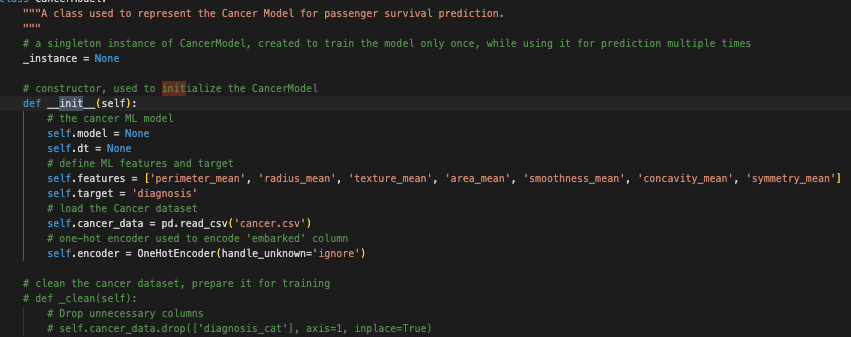 class CancerModel:
"""A class used to represent the Cancer Model for passenger survival prediction.
"""
# a singleton instance of CancerModel, created to train the model only once, while using it for prediction multiple times
_instance = None
# constructor, used to initialize the CancerModel
def __init__(self):
# the cancer ML model
self.model = None
self.dt = None
# define ML features and target
self.features = ['perimeter_mean', 'radius_mean', 'texture_mean', 'area_mean', 'smoothness_mean', 'concavity_mean', 'symmetry_mean']
self.target = 'diagnosis'
# load the Cancer dataset
self.cancer_data = pd.read_csv('cancer.csv')
# one-hot encoder used to encode 'embarked' column
self.encoder = OneHotEncoder(handle_unknown='ignore')
# clean the cancer dataset, prepare it for training
# def _clean(self):
# Drop unnecessary columns
# self.cancer_data.drop(['diagnosis_cat'], axis=1, inplace=True)